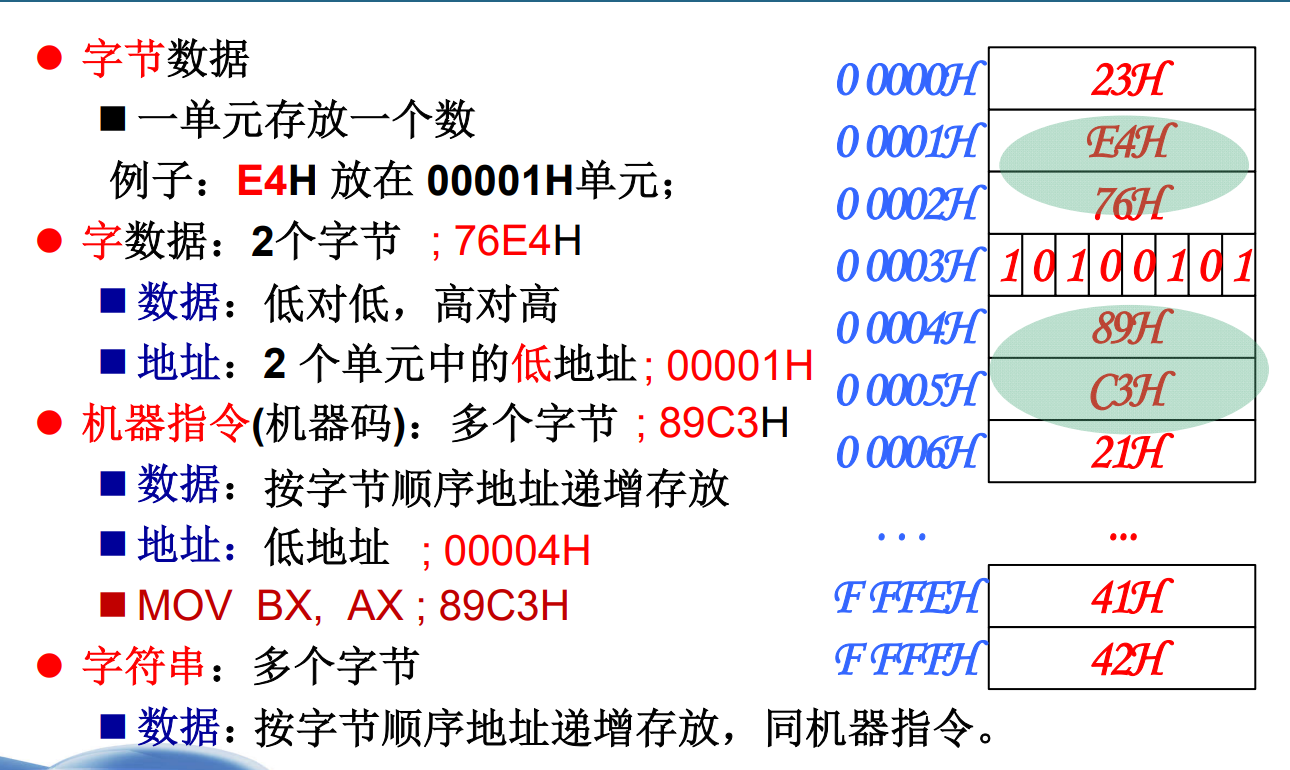 字节数据
一单元存放一个数
例子：E4H 放在 00001H单元；
字数据：2个字节 ; 76E4H
数据：低对低，高对高
地址：2 个单元中的低地址 ; 00001H
机器指令(机器码)：多个字节 ; 89C3H
数据：按字节顺序地址递增存放
地址：低地址 ; 00004H
MOV BX, AX ; 89C3H
字符串：多个字节
数据：按字节顺序地址递增存放，同机器指令。
0 0000H 23H
0 0001H E4H
0 0002H 76H
0 0003H 1 0 1 0 0 1 0 1
0 0004H 89H
0 0005H C3H
0 0006H 21H
... ...
F FFFEH 41H
F FFFFH 42H